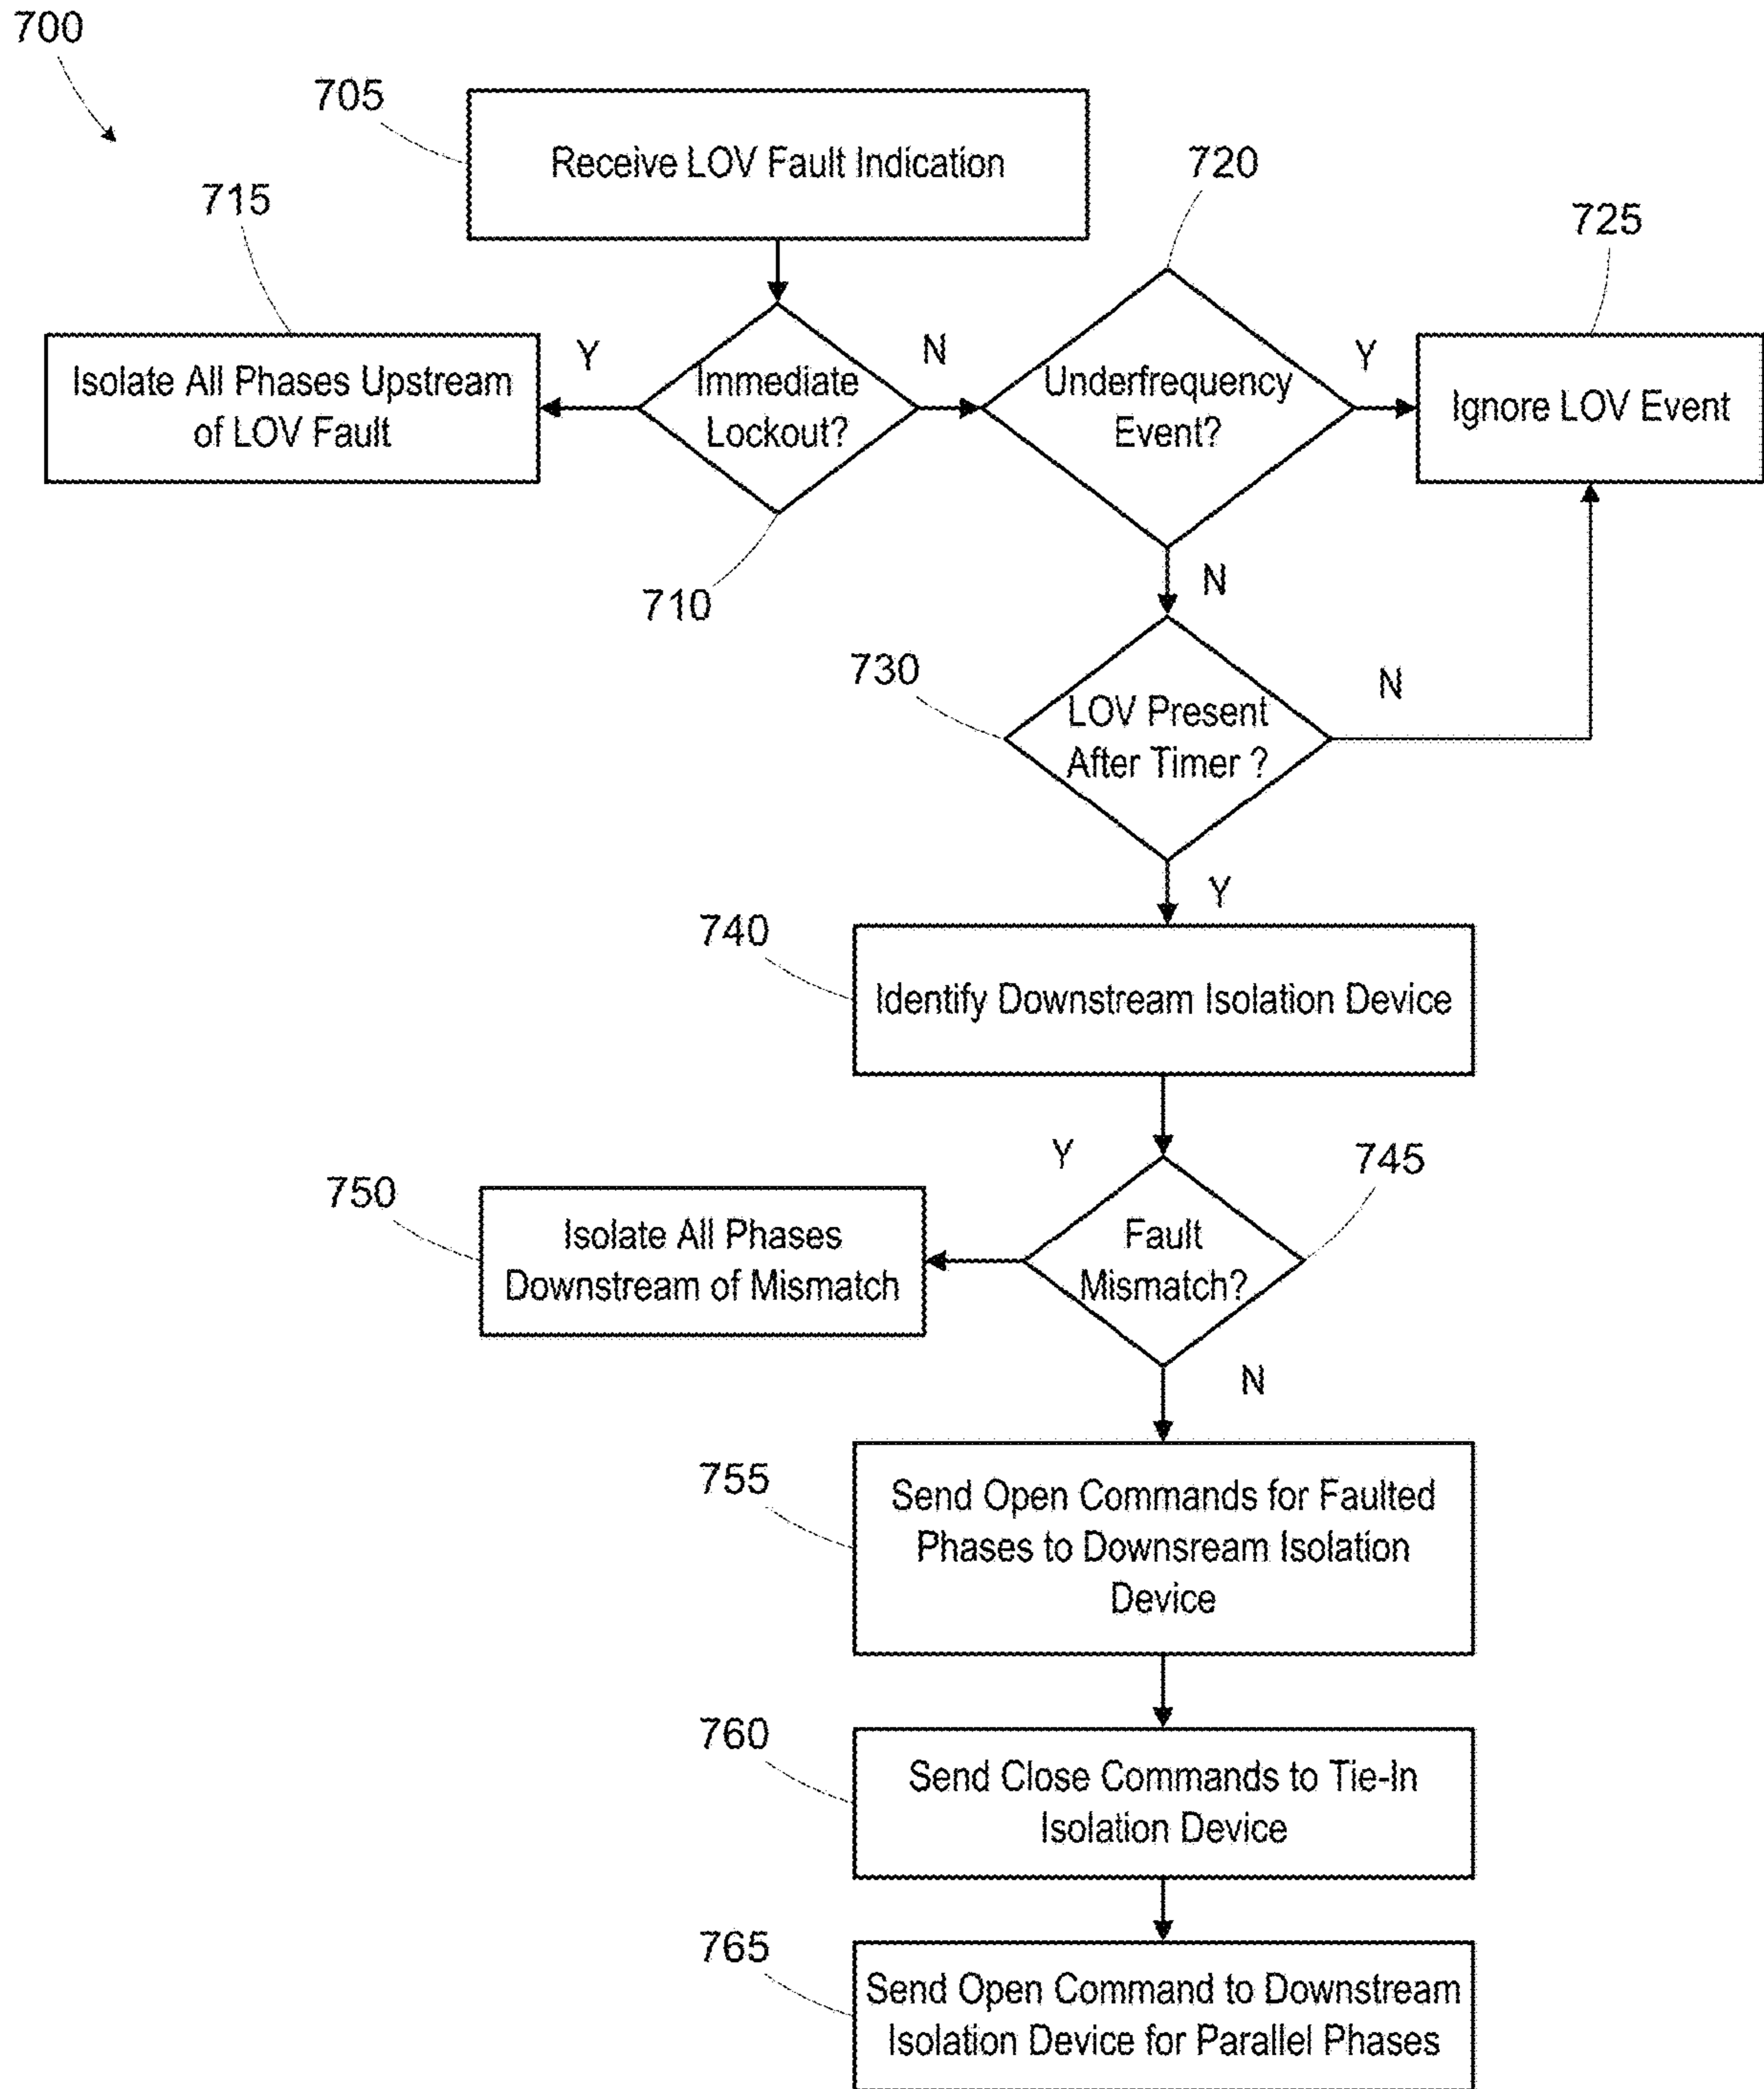 700
705
Receive LOV Fault Indication
720
715
725
Isolate All Phases Upstream
of LOV Fault
Y
Immediate
Lockout?
N
Underfrequency
Event?
Y
Ignore LOV Event
710
N
730
LOV Present
After Timer ?
N
Y
740
Identify Downstream Isolation Device
Y
745
750
Isolate All Phases
Downstream of Mismatch
Fault
Mismatch?
N
755
Send Open Commands for Faulted
Phases to Downsream Isolation
Device
760
Send Close Commands to Tie-In
Isolation Device
765
Send Open Command to Downstream
Isolation Device for Parallel Phases